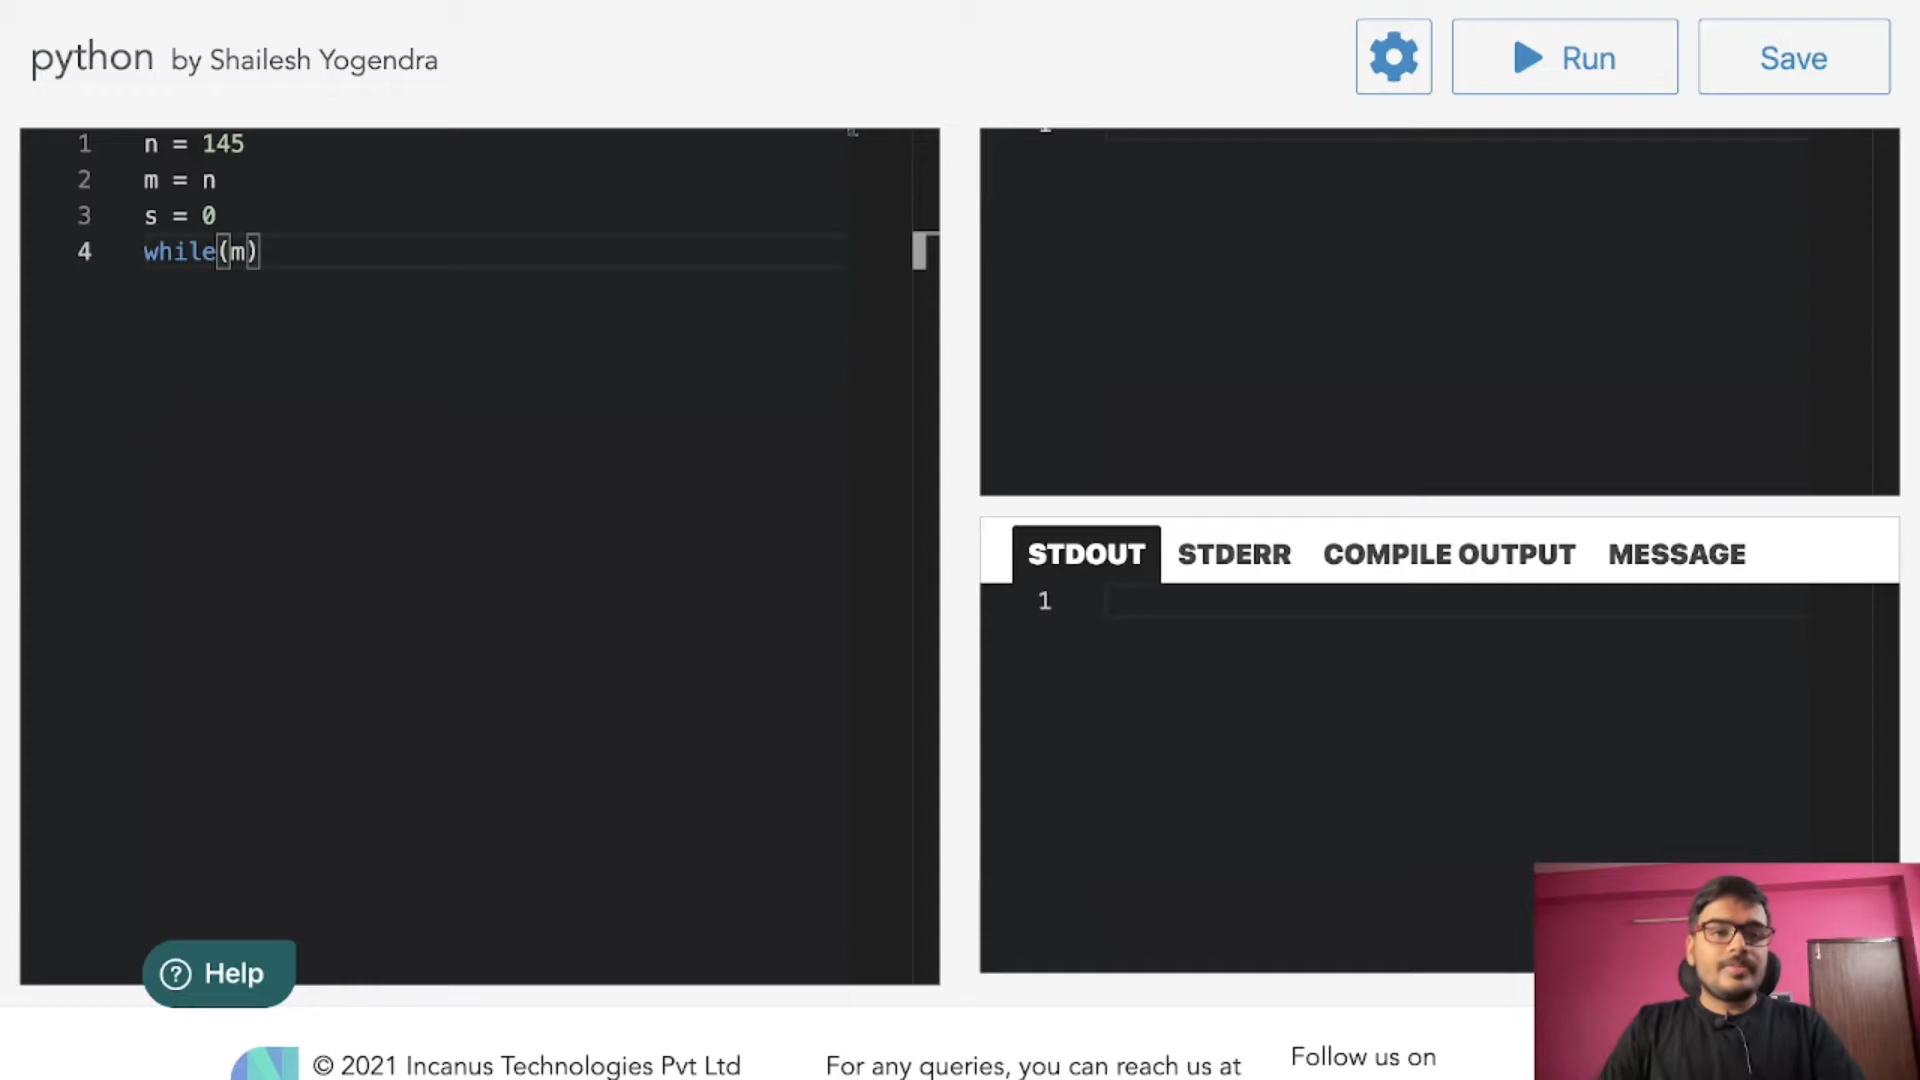 python by Shailesh Yogendra
Run
Save
1 n = 145
2 m = n
3 s = 0
4 while(m)
1
STDOUT STDERR COMPILE OUTPUT MESSAGE
1
Help
© 2021 Incanus Technologies Pvt Ltd
For any queries, you can reach us at
Follow us on